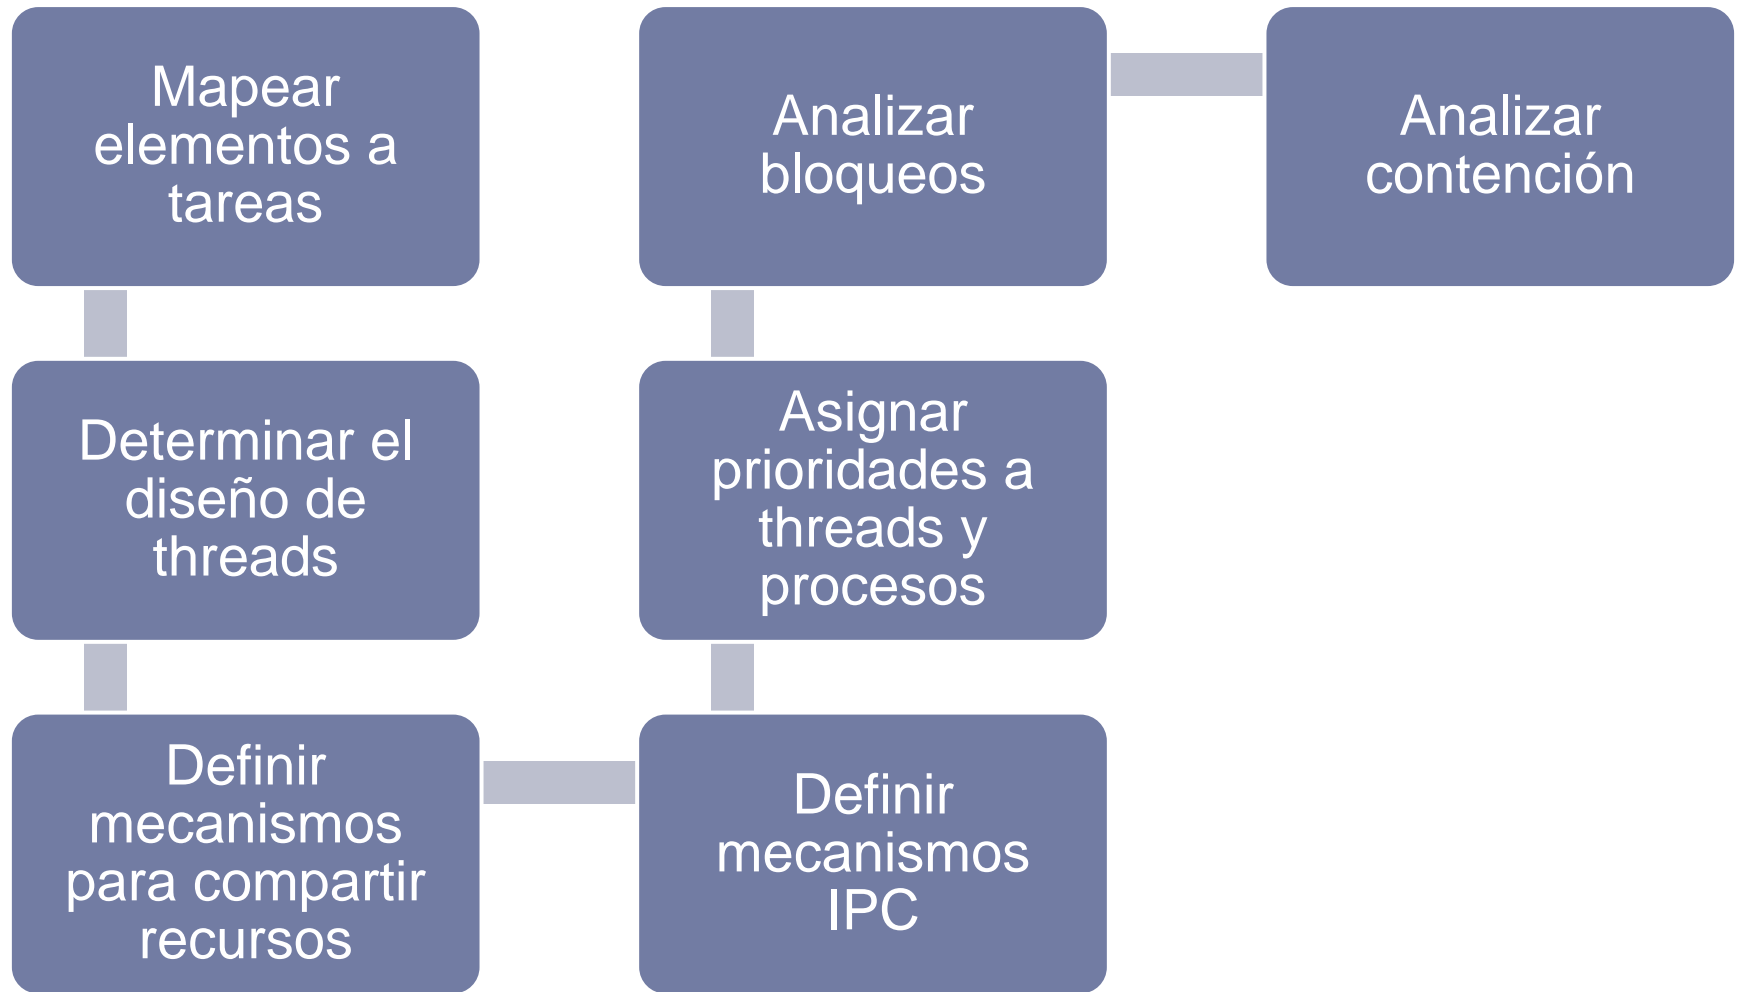 Mapear
elementos a
tareas
Determinar el
diseño de
threads
Definir
mecanismos
para compartir
recursos
Definir
mecanismos
IPC
Asignar
prioridades a
threads y
procesos
Analizar
bloqueos
Analizar
contención